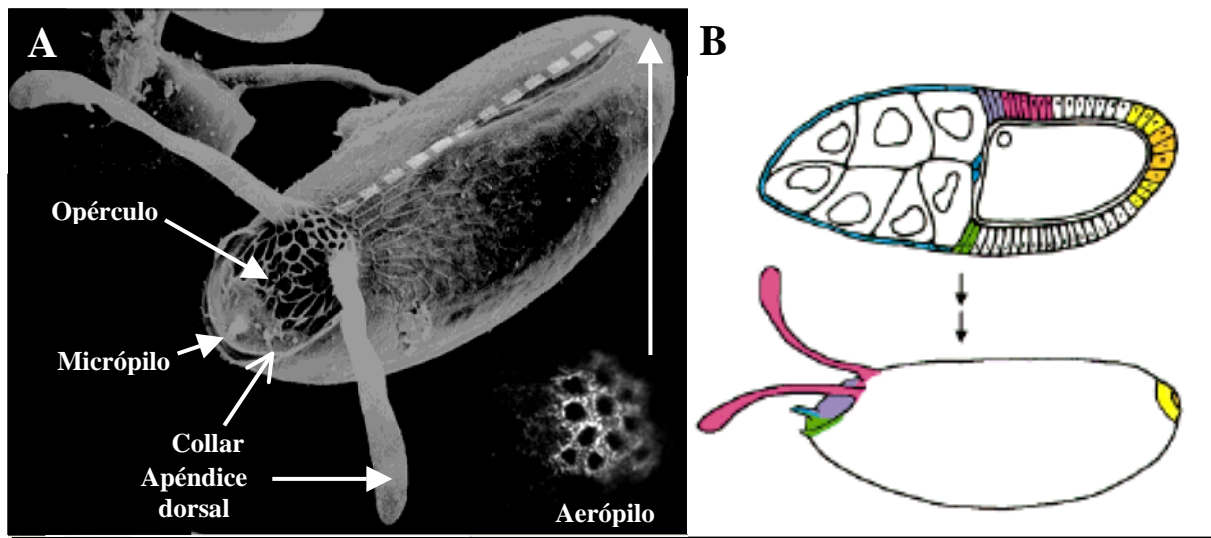 A
B
Opérculo
Micrópilo
Collar
Apéndice
dorsal
Aerópilo